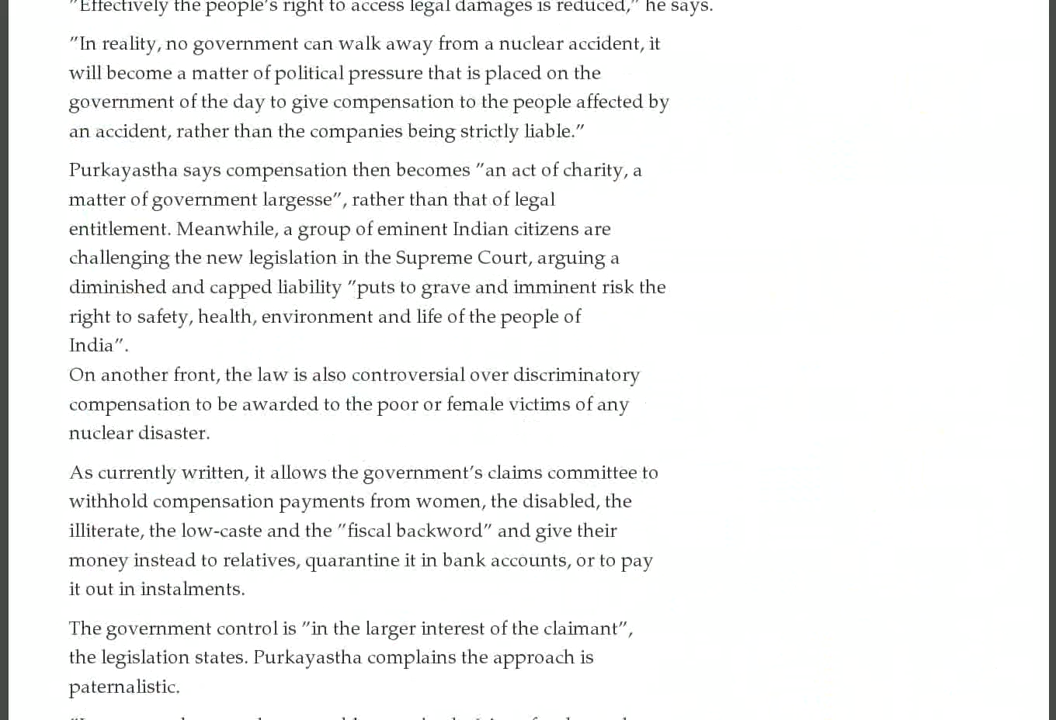 "Effectively the people's right to access legal damages is reduced," he says.
"In reality, no government can walk away from a nuclear accident, it
will become a matter of political pressure that is placed on the
government of the day to give compensation to the people affected by
an accident, rather than the companies being strictly liable."
Purkayastha says compensation then becomes "an act of charity, a
matter of government largesse", rather than that of legal
entitlement. Meanwhile, a group of eminent Indian citizens are
challenging the new legislation in the Supreme Court, arguing a
diminished and capped liability "puts to grave and imminent risk the
right to safety, health, environment and life of the people of
India".
On another front, the law is also controversial over discriminatory
compensation to be awarded to the poor or female victims of any
nuclear disaster.
As currently written, it allows the government's claims committee to
withhold compensation payments from women, the disabled, the
illiterate, the low-caste and the "fiscal backword" and give their
money instead to relatives, quarantine it in bank accounts, or to pay
it out in instalments.
The government control is "in the larger interest of the claimant",
the legislation states. Purkayastha complains the approach is
paternalistic.